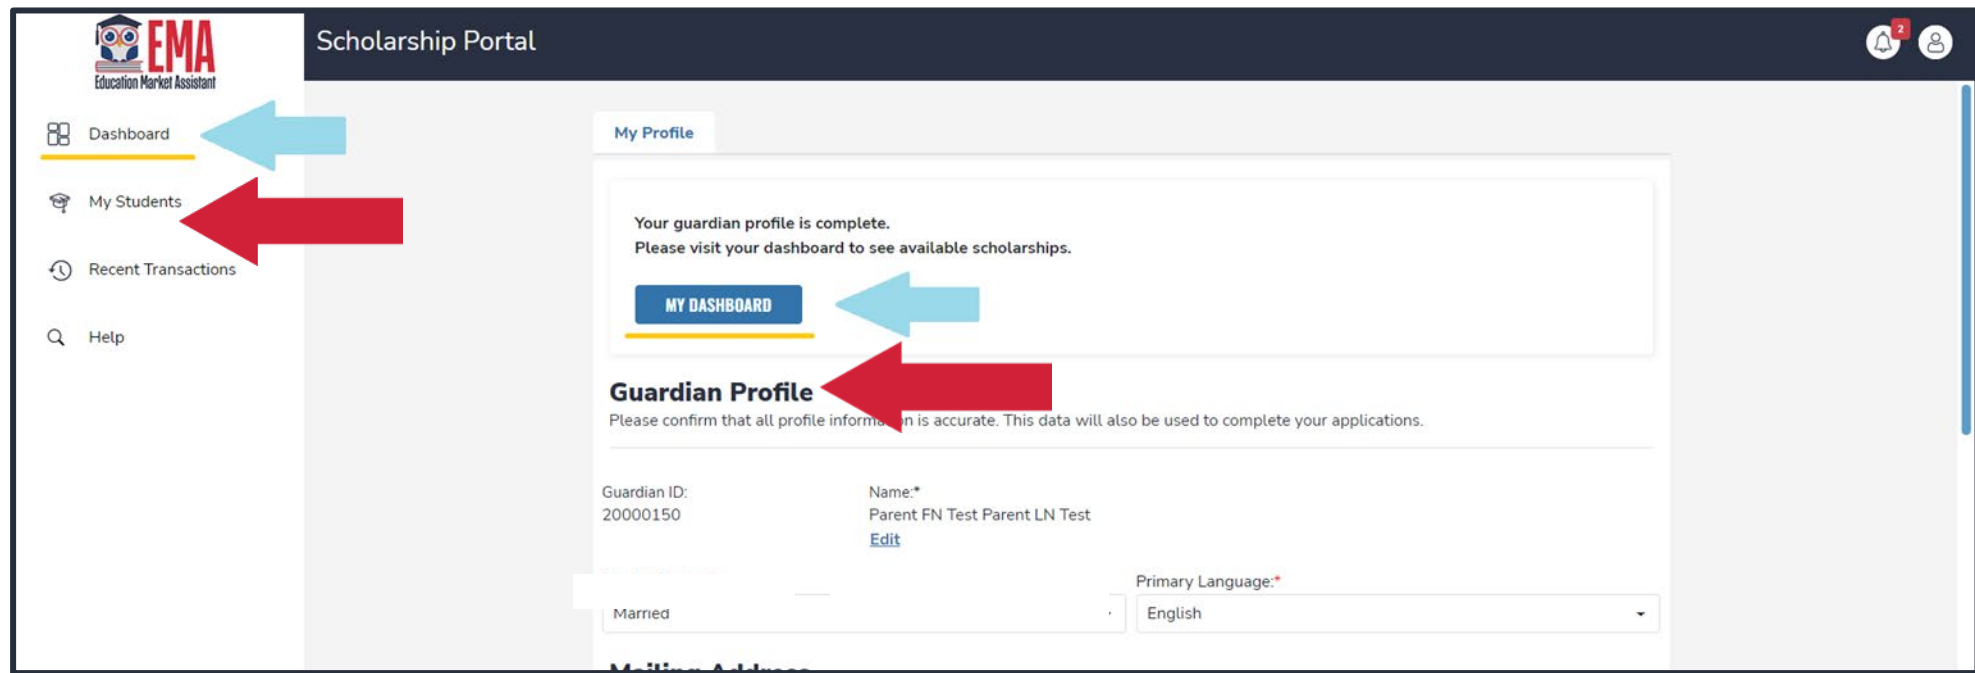 EMA
Education Market Assistant
Scholarship Portal
2
Dashboard
My Students
Recent Transactions
Help
My Profile
Your guardian profile is complete.
Please visit your dashboard to see available scholarships.
MY DASHBOARD
Guardian Profile
Please confirm that all profile information is accurate. This data will also be used to complete your applications.
Guardian ID:
20000150
Name:*
Parent FN Test Parent LN Test
Edit
Married
Primary Language:*
English
Mailing Address